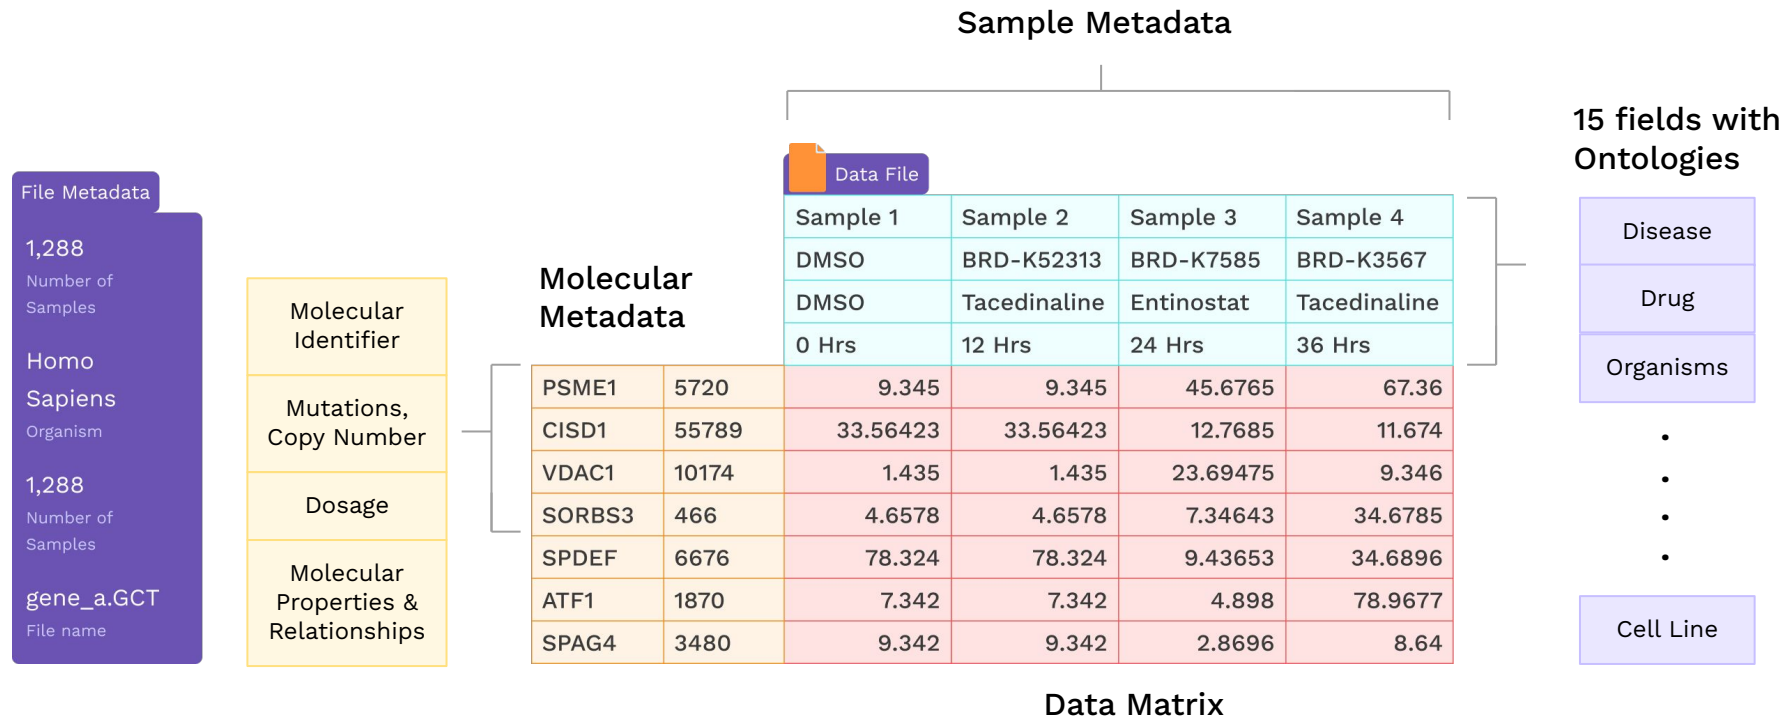 Sample Metadata
15 fields with
Ontologies
File Metadata
1,288
Number of
Samples
Homo
Sapiens
Organism
1,288
Number of
Samples
gene_a.GCT
File name
Molecular
Identifier
Mutations,
Copy Number
Dosage
Molecular
Properties &
Relationships
Molecular
Metadata
Data File
Sample 1 Sample 2 Sample 3 Sample 4
DMSO BRD-K52313 BRD-K7585 BRD-K3567
DMSO Tacedinaline Entinostat Tacedinaline
0 Hrs 12 Hrs 24 Hrs 36 Hrs
PSME1 5720 9.345 9.345 45.6765 67.36
CISD1 55789 33.56423 33.56423 12.7685 11.674
VDAC1 10174 1.435 1.435 23.69475 9.346
SORBS3 466 4.6578 4.6578 7.34643 34.6785
SPDEF 6676 78.324 78.324 9.43653 34.6896
ATF1 1870 7.342 7.342 4.898 78.9677
SPAG4 3480 9.342 9.342 2.8696 8.64
Data Matrix
Disease
Drug
Organisms
Cell Line